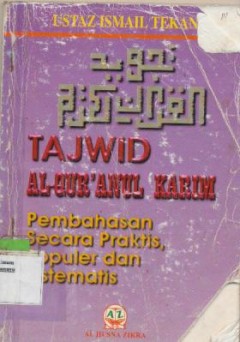 USTAZ ISMAIL TEKAN
تجويد
القرآن الكريم
TAJWID
AL-QUR'ANUL KARIM
Pembahasan
Secara Praktis,
Populer dan
Sistematis
AZ
AL HUSNA ZIKRA